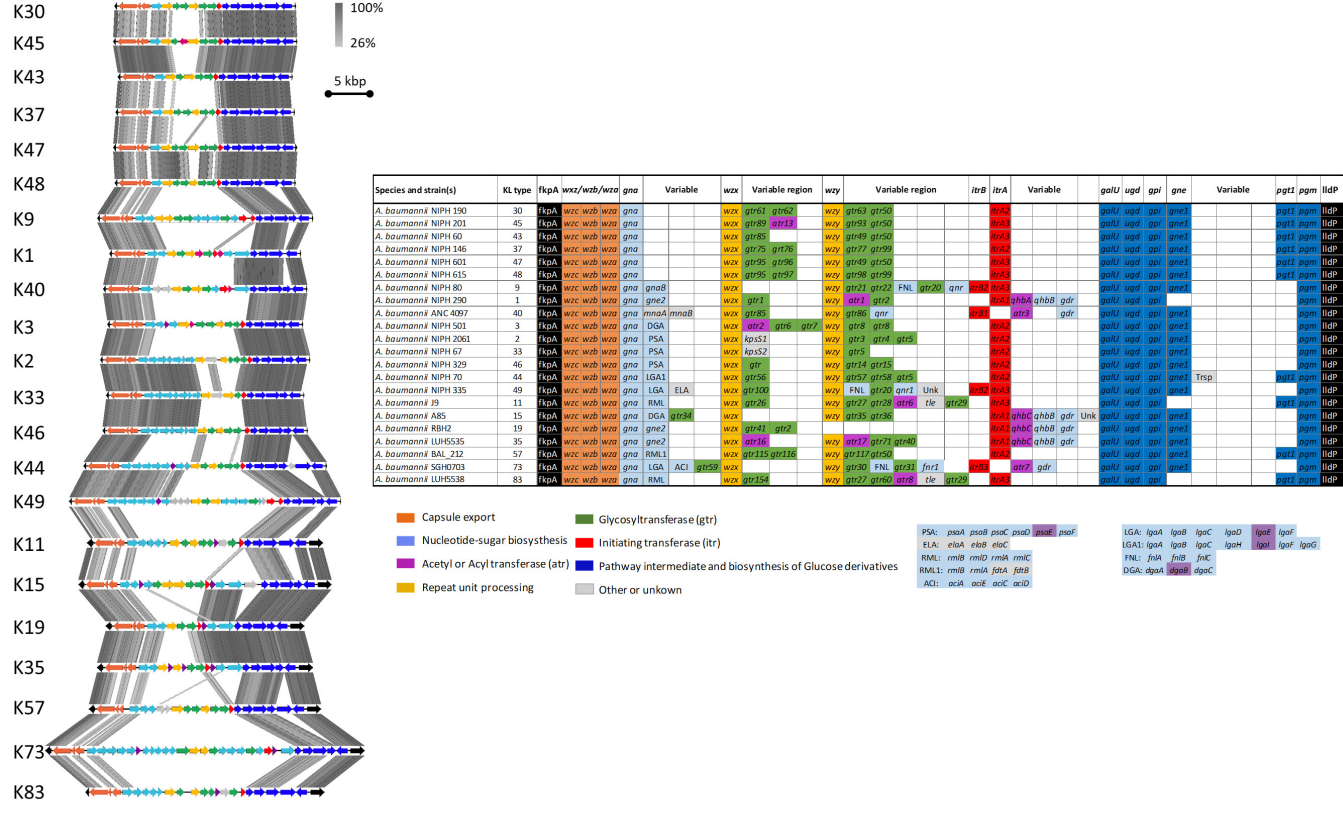 K30
K45
K43
K37
K47
K48
K9
K1
K40
K3
K2
K33
K46
K44
K49
K11
K15
K19
K35
K57
K73
K83
100%
26%
5 kbp
Species and strain(s) KL type fkpA wxz/wzb/wza gna Variable wzx Variable region wzy Variable region itrB itrA Variable galU ugd gpi gne Variable pgt1 pgm lldP
A. baumannii NIPH 190 30 fkpA wzc wzb wza gna wzx gtr61 gtr62 wzy gtr63 gtr50 itrA2 galU ugd gpi gne1 pgt1 pgm lldP
A. baumannii NIPH 201 45 fkpA wzc wzb wza gna wzx gtr89 atr13 wzy gtr93 gtr50 itrA3 galU ugd gpi gne1 pgt1 pgm lldP
A. baumannii NIPH 60 43 fkpA wzc wzb wza gna wzx gtr85 wzy gtr49 gtr50 itrA3 galU ugd gpi gne1 pgt1 pgm lldP
A. baumannii NIPH 146 37 fkpA wzc wzb wza gna wzx gtr75 gtr76 wzy gtr77 gtr99 itrA2 galU ugd gpi gne1 pgt1 pgm lldP
A. baumannii NIPH 601 47 fkpA wzc wzb wza gna wzx gtr95 gtr96 wzy gtr49 gtr50 itrA3 galU ugd gpi gne1 pgt1 pgm lldP
A. baumannii NIPH 615 48 fkpA wzc wzb wza gna wzx gtr95 gtr97 wzy gtr98 gtr99 itrA3 galU ugd gpi gne1 pgt1 pgm lldP
A. baumannii NIPH 80 9 fkpA wzc wzb wza gna gnaB wzx wzy gtr21 gtr22 FNL gtr20 qnr itrB2 itrA3 galU ugd gpi gne1 pgm lldP
A. baumannii NIPH 290 1 fkpA wzc wzb wza gna gne2 wzx gtr1 wzy atr1 gtr2 itrA1 qhbA qhbB gdr galU ugd gpi pgm lldP
A. baumannii ANC 4097 40 fkpA wzc wzb wza gna mnaA mnaB wzx gtr85 wzy gtr86 qnr itrB1 atr3 gdr galU ugd gpi gne1 pgm lldP
A. baumannii NIPH 501 3 fkpA wzc wzb wza gna DGA wzx atr2 gtr6 gtr7 wzy gtr8 gtr8 itrA2 galU ugd gpi gne1 pgm lldP
A. baumannii NIPH 2061 2 fkpA wzc wzb wza gna PSA wzx kpsS1 wzy gtr3 gtr4 gtr5 itrA2 galU ugd gpi gne1 pgm lldP
A. baumannii NIPH 67 33 fkpA wzc wzb wza gna PSA wzx kpsS2 wzy gtr5 itrA2 galU ugd gpi gne1 pgm lldP
A. baumannii NIPH 329 46 fkpA wzc wzb wza gna PSA wzx gtr wzy gtr14 gtr15 itrA2 galU ugd gpi gne1 pgm lldP
A. baumannii NIPH 70 44 fkpA wzc wzb wza gna LGA1 wzx gtr56 wzy gtr57 gtr58 gtr5 itrA2 galU ugd gpi gne1 Trsp pgt1 pgm lldP
A. baumannii NIPH 335 49 fkpA wzc wzb wza gna LGA ELA wzx gtr100 wzy FNL gtr20 qnr1 Unk itrB2 itrA3 galU ugd gpi gne1 pgm lldP
A. baumannii J9 11 fkpA wzc wzb wza gna RML wzx gtr26 wzy gtr27 gtr28 atr6 tle gtr29 itrA3 galU ugd gpi pgt1 pgm lldP
A. baumannii A85 15 fkpA wzc wzb wza gna DGA gtr34 wzx wzy gtr35 gtr36 itrA1 qhbC qhbB gdr Unk galU ugd gpi gne1 pgm lldP
A. baumannii RBH2 19 fkpA wzc wzb wza gna gne2 wzx gtr41 gtr2 itrA1 qhbC qhbB gdr galU ugd gpi pgm lldP
A. baumannii LUH5535 35 fkpA wzc wzb wza gna gne2 wzx atr16 wzy atr17 gtr71 gtr40 itrA1 qhbC qhbB gdr galU ugd gpi pgm lldP
A. baumannii BAL_212 57 fkpA wzc wzb wza gna RML1 wzx gtr115 gtr116 wzy gtr117 gtr50 itrA2 galU ugd gpi gne1 pgt1 pgm lldP
A. baumannii SGH0703 73 fkpA wzc wzb wza gna LGA ACI gtr59 wzx wzy gtr30 FNL gtr31 fnr1 itrB3 atr7 gdr galU ugd gpi gne1 pgm lldP
A. baumannii LUH5538 83 fkpA wzc wzb wza gna RML wzx gtr154 wzy gtr27 gtr60 atr8 tle gtr29 itrA3 galU ugd gpi pgt1 pgm lldP
Capsule export
Nucleotide-sugar biosysthesis
Acetyl or Acyl transferase (atr)
Repeat unit processing
Glycosyltransferase (gtr)
Initiating transferase (itr)
Pathway intermediate and biosynthesis of Glucose derivatives
Other or unkown
PSA: psaA psaB psaC psaD psaE psaF
ELA: elaA elaB elaC
RML: rmlB rmlD rmlA rmlC
RML1: rmlB rmlA fdtA fdtB
ACI: aciA aciE aciC aciD
LGA: lgaA lgaB lgaC lgaD lgaE lgaF
LGA1: lgaA lgaB lgaC lgaH lgaI lgaF lgaG
FNL: fnlA fnlB fnlC
DGA: dgaA dgaB dgaC